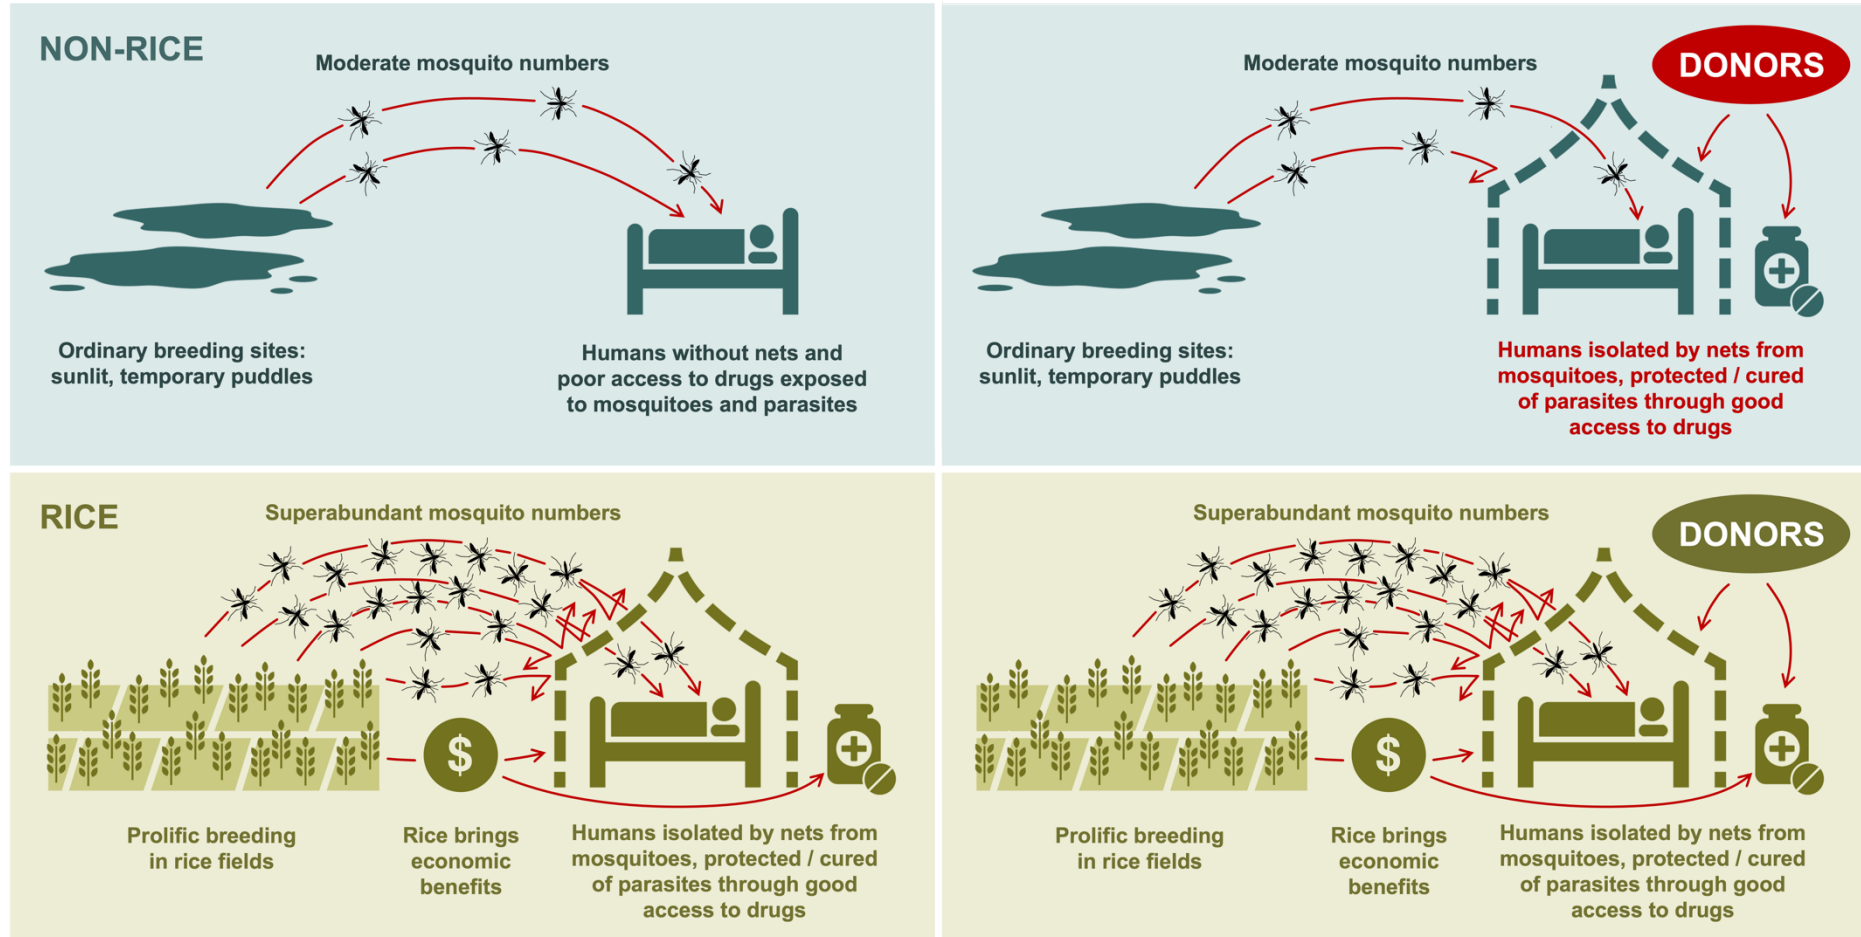 NON-RICE
Moderate mosquito numbers
Ordinary breeding sites:
sunlit, temporary puddles
Humans without nets and
poor access to drugs exposed
to mosquitoes and parasites
Moderate mosquito numbers
DONORS
Ordinary breeding sites:
sunlit, temporary puddles
Humans isolated by nets from
mosquitoes, protected / cured
of parasites through good
access to drugs
RICE
Superabundant mosquito numbers
$
Prolific breeding
in rice fields
Rice brings
economic
benefits
Humans isolated by nets from
mosquitoes, protected / cured
of parasites through good
access to drugs
Superabundant mosquito numbers
DONORS
$
Prolific breeding
in rice fields
Rice brings
economic
benefits
Humans isolated by nets from
mosquitoes, protected / cured
of parasites through good
access to drugs